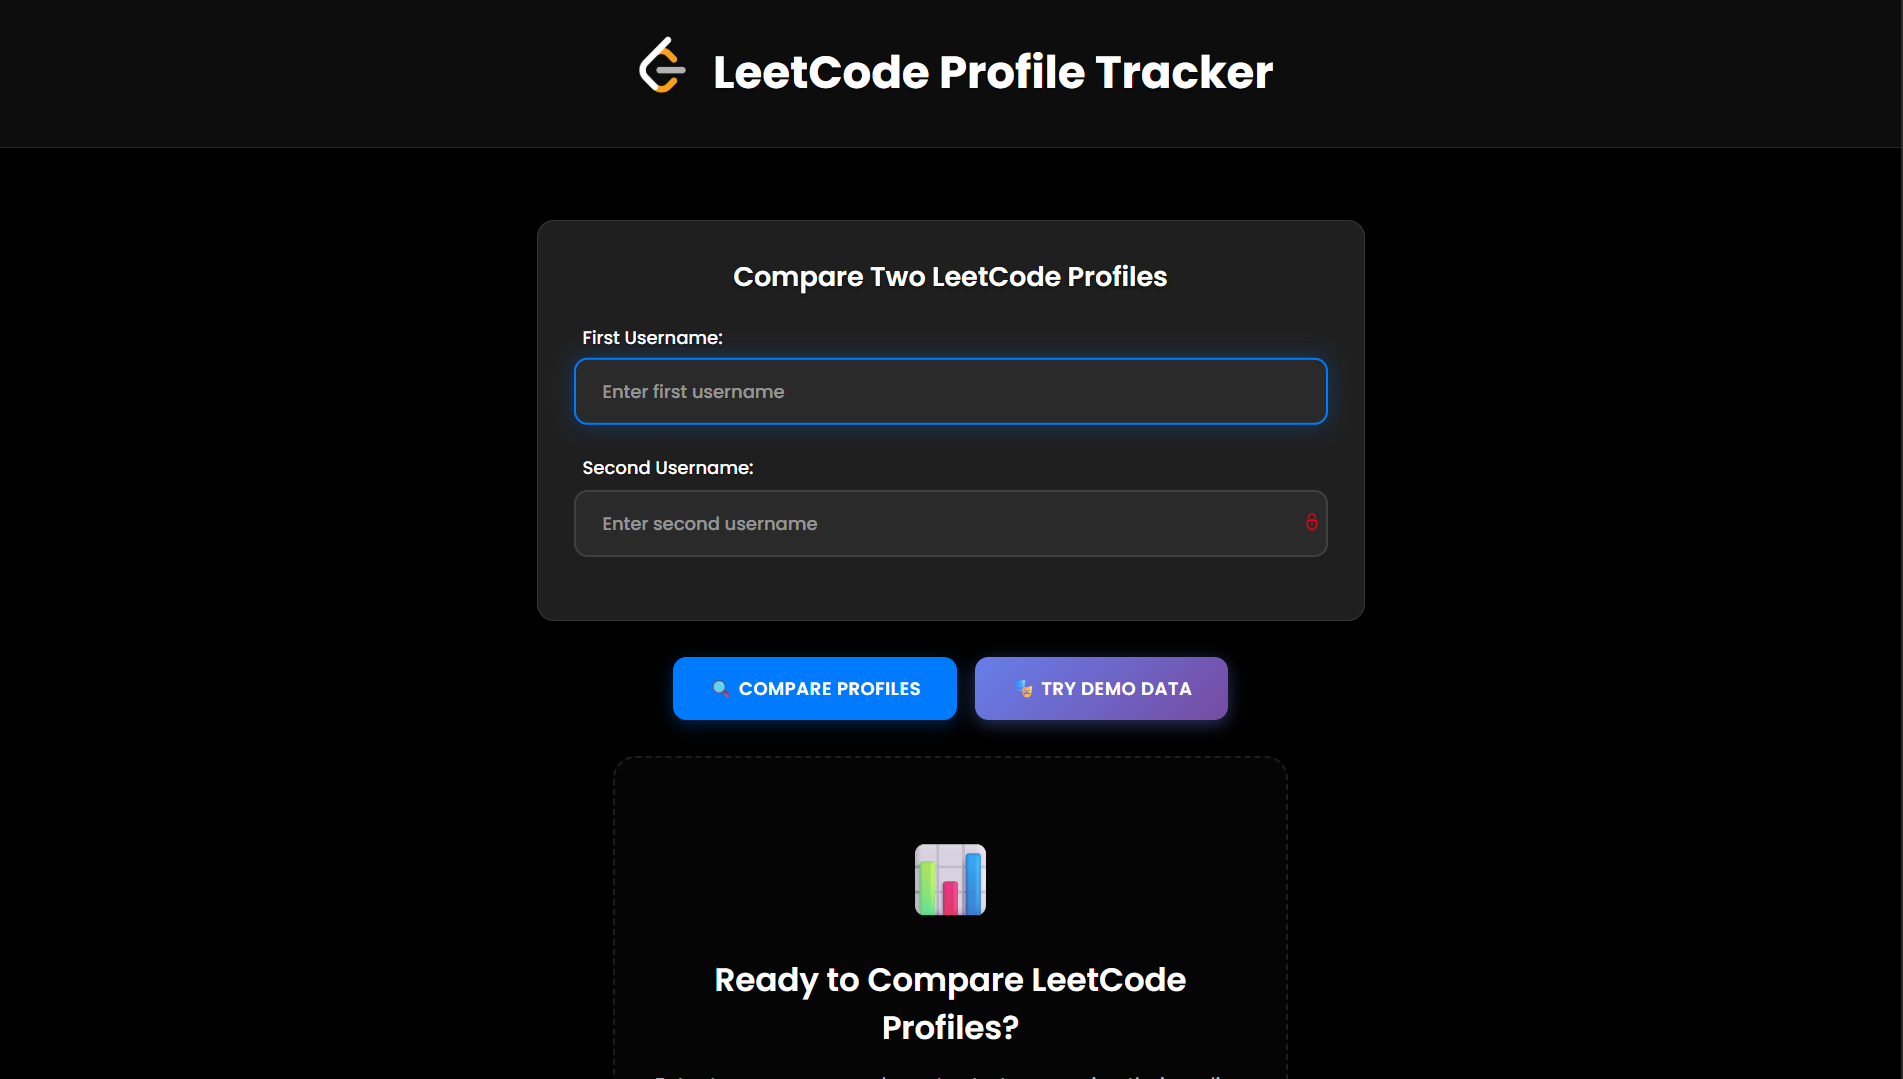 LeetCode Profile Tracker
Compare Two LeetCode Profiles
First Username:
Enter first username
Second Username:
Enter second username
COMPARE PROFILES
TRY DEMO DATA
Ready to Compare LeetCode
Profiles?